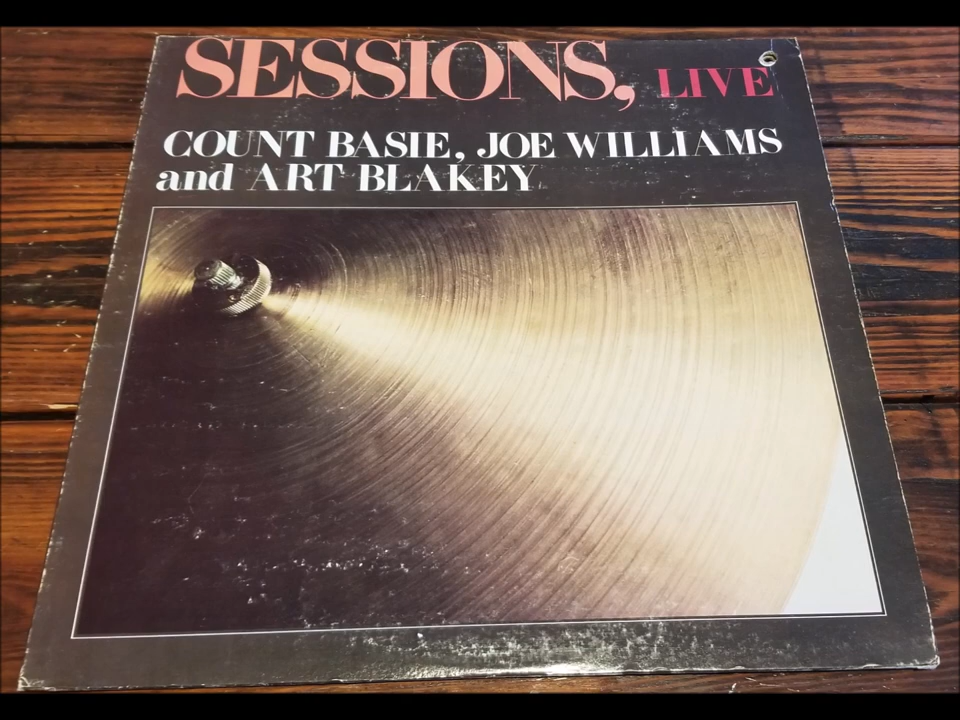 SESSIONS, LIVE
COUNT BASIE, JOE WILLIAMS
and ART BLAKEY